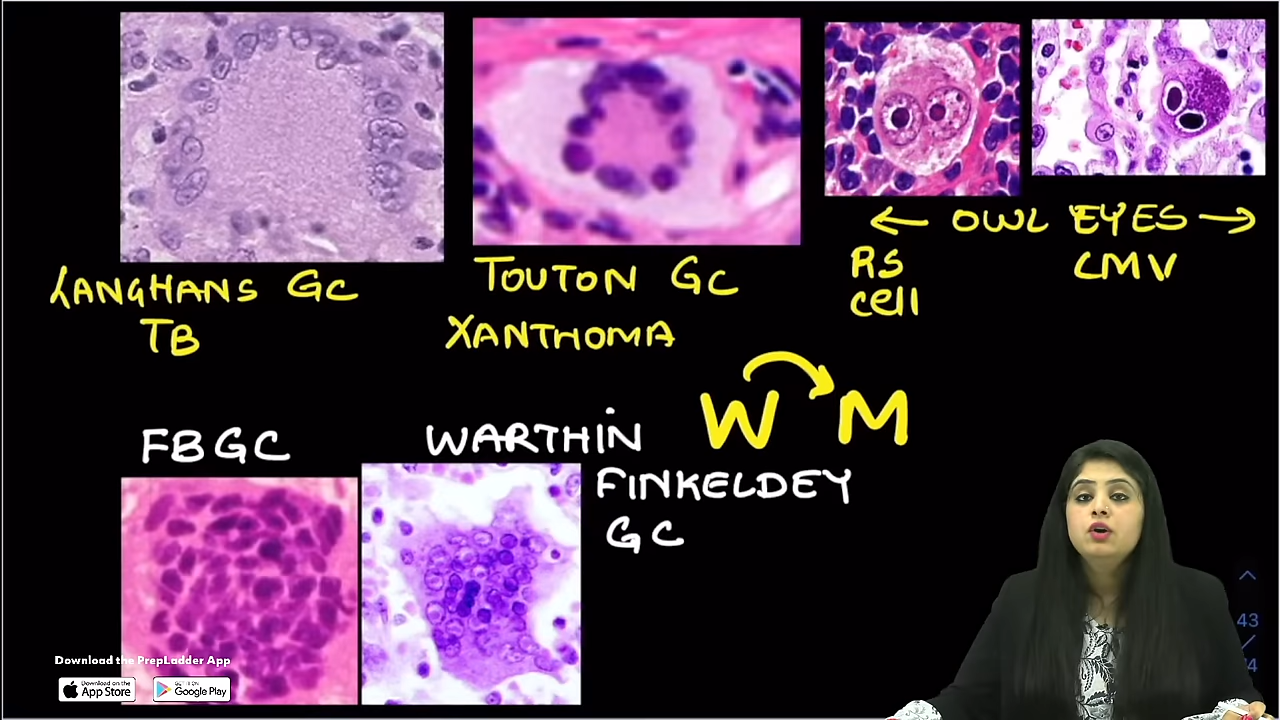 LANGHANS GC
TB
TOUTON GC
XANTHOMA
← OWL EYES →
RS
cell
CMV
W M
FBGC
WARTHIN
FINKELDEY
GC
Download the PrepLadder App
Download on the
App Store
GET IT ON
Google Play
43